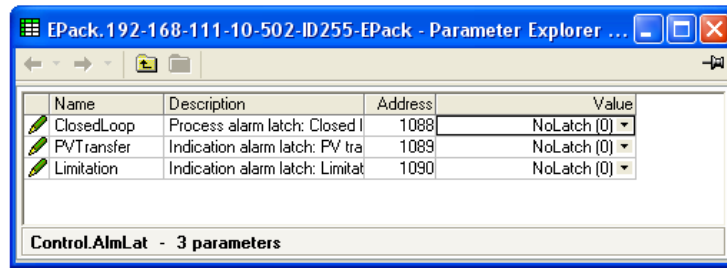 EPack.192-168-111-10-502-ID255-EPack - Parameter Explorer ...
Name Description Address Value
ClosedLoop Process alarm latch: Closed l 1088 NoLatch (0)
PVTransfer Indication alarm latch: PV tra 1089 NoLatch (0)
Limitation Indication alarm latch: Limitat 1090 NoLatch (0)
Control.AlmLat - 3 parameters